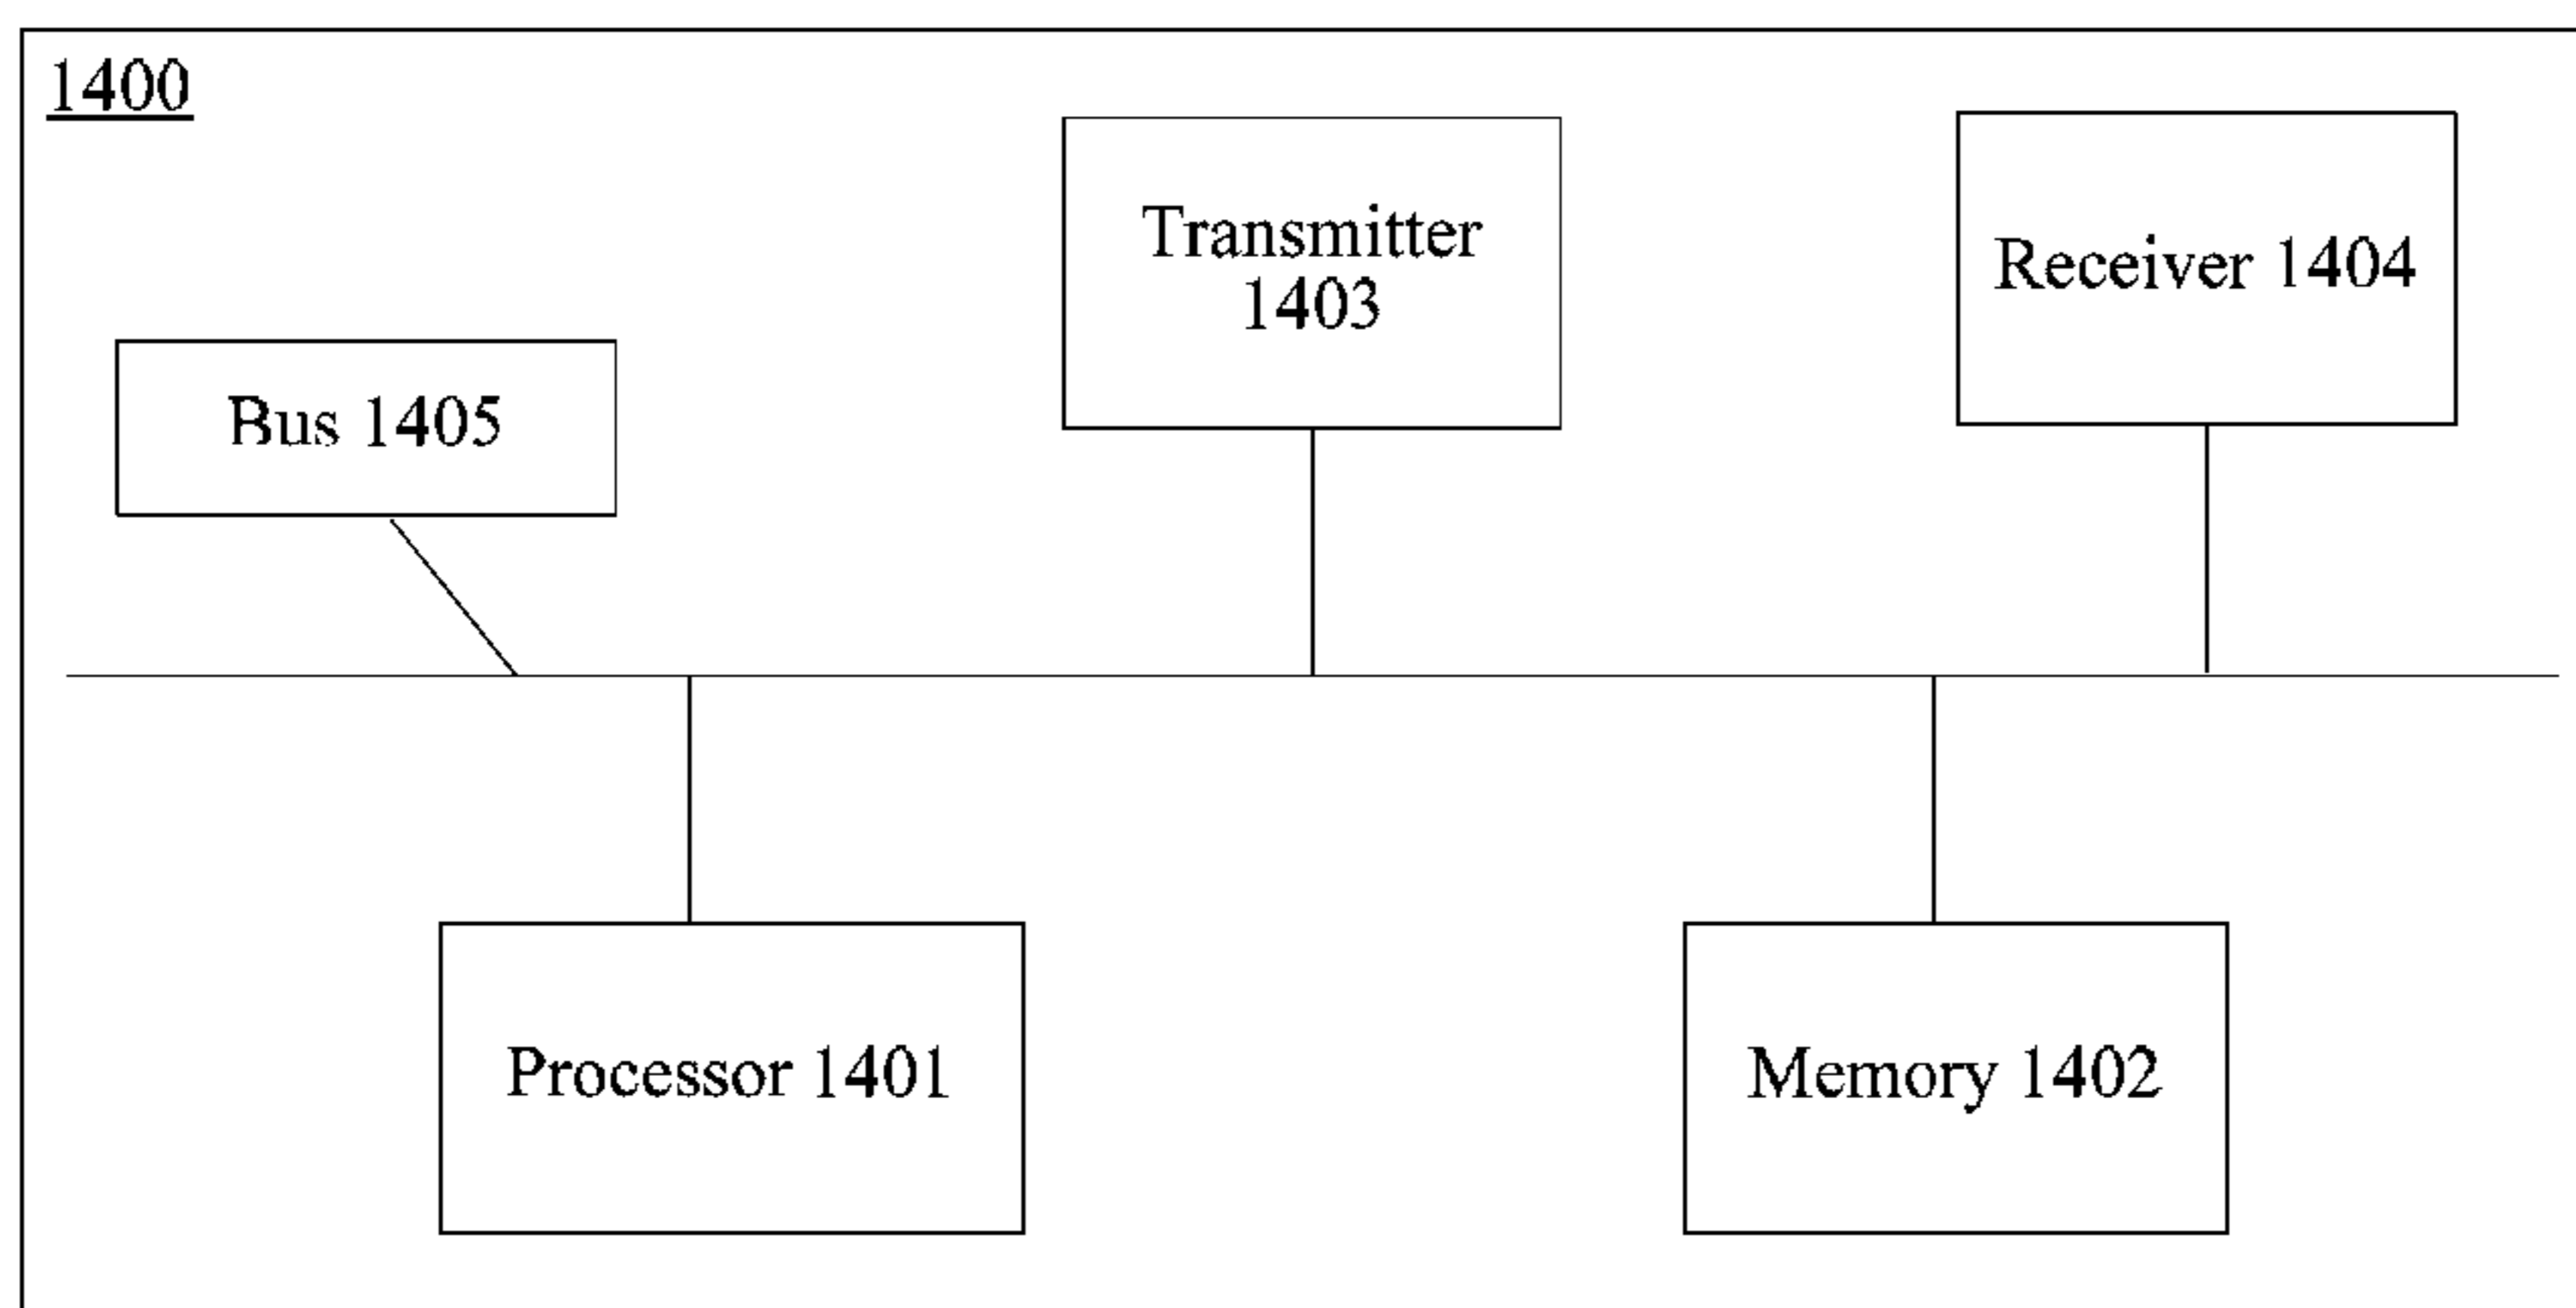 1400
Transmitter
1403
Receiver 1404
Bus 1405
Processor 1401
Memory 1402